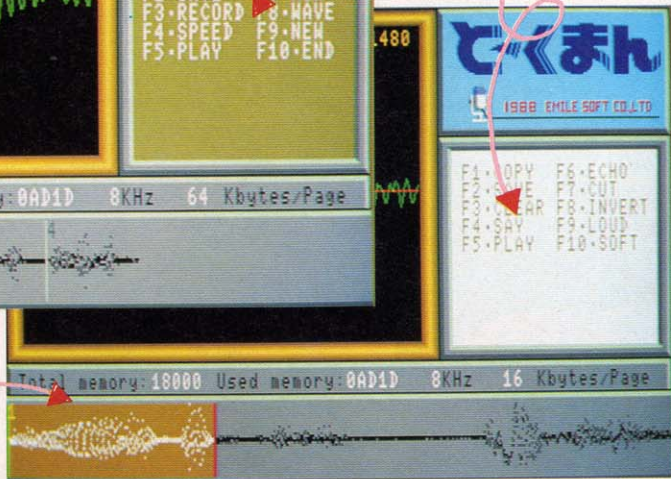 F3・RECORD F8・WAVE
F4・SPEED F9・NEW
F5・PLAY F10・END
:0AD1D 8KHz 64 Kbytes/Page
4
1480
とくまん
1988 EMILE SOFT CO.,LTD
F1・COPY F6・ECHO
F2・ F7・CUT
F3・CLEAR F8・INVERT
F4・SAY F9・LOUD
F5・PLAY F10・SOFT
Total memory:18000 Used memory:0AD1D 8KHz 16 Kbytes/Page